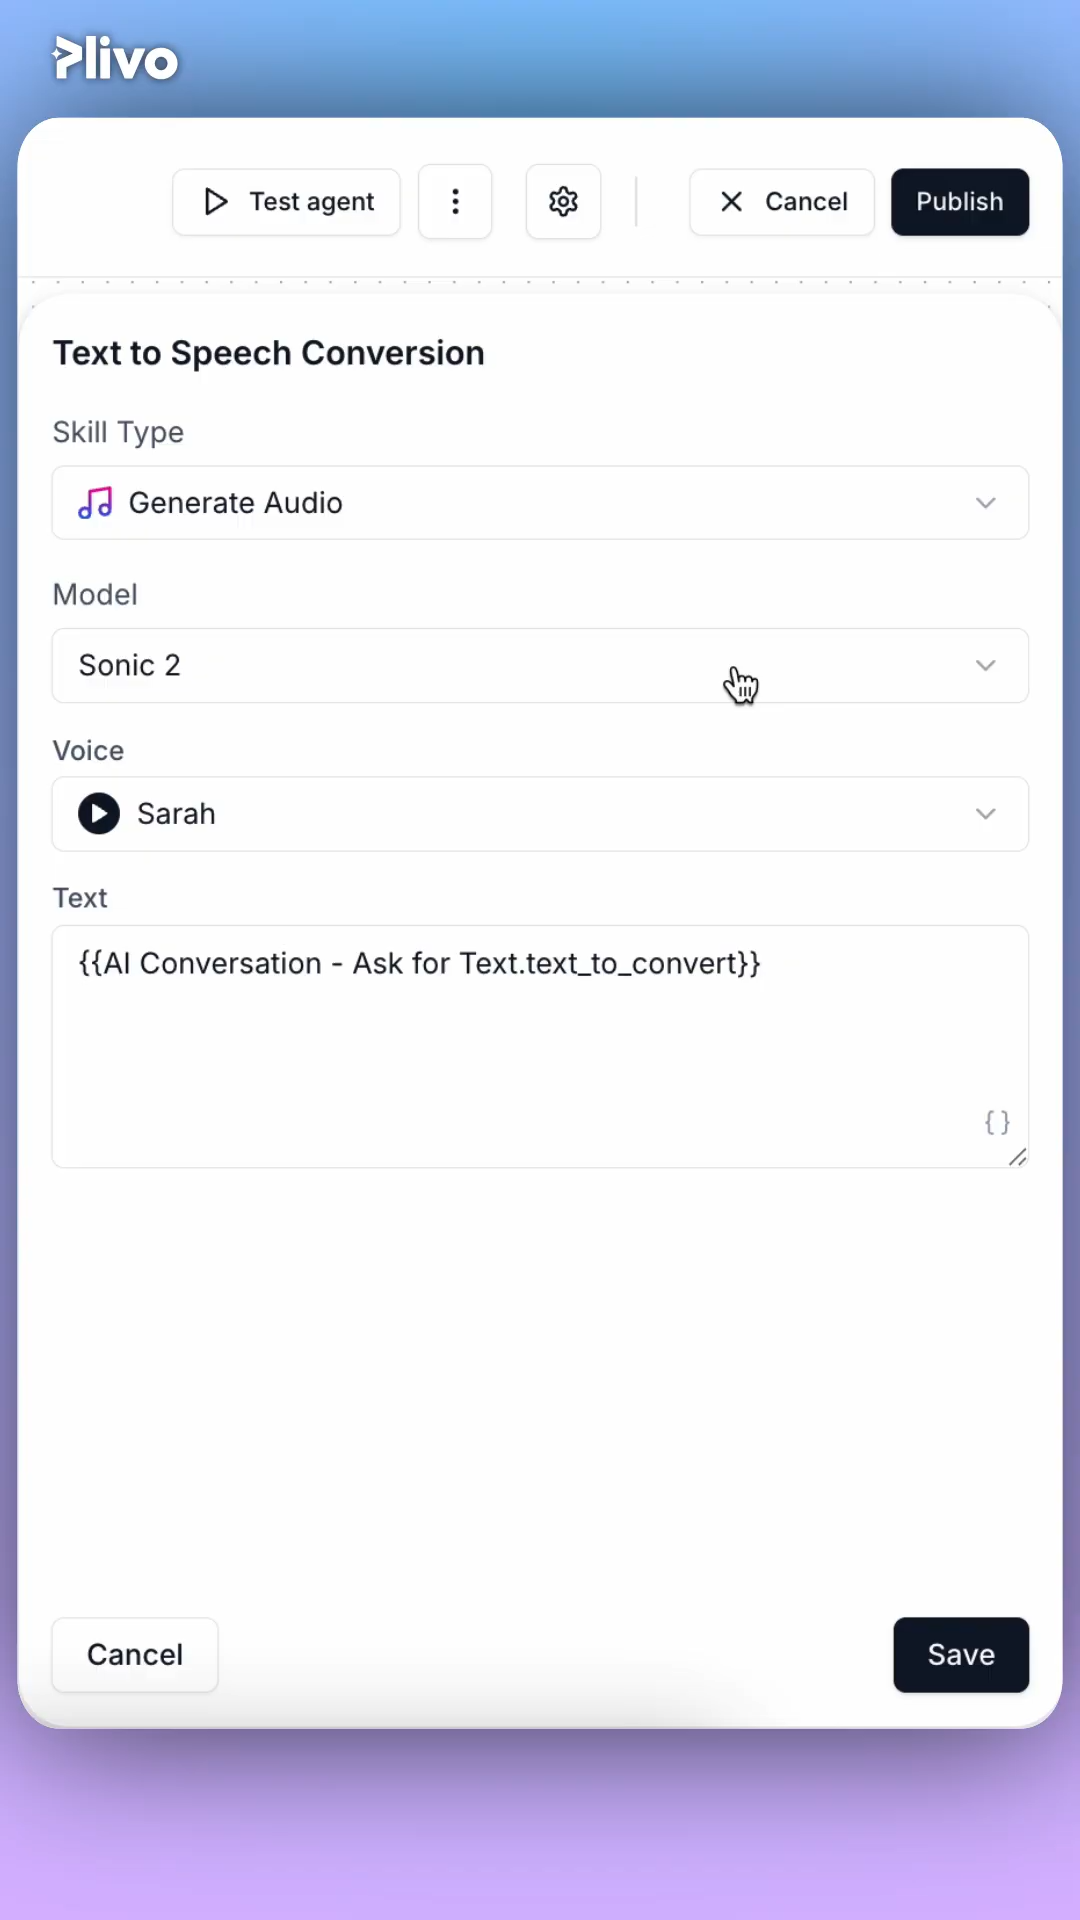 Plivo
Test agent
Cancel
Publish
Text to Speech Conversion
Skill Type
Generate Audio
Model
Sonic 2
Voice
Sarah
Text
{{AI Conversation - Ask for Text.text_to_convert}}
{}
Cancel
Save